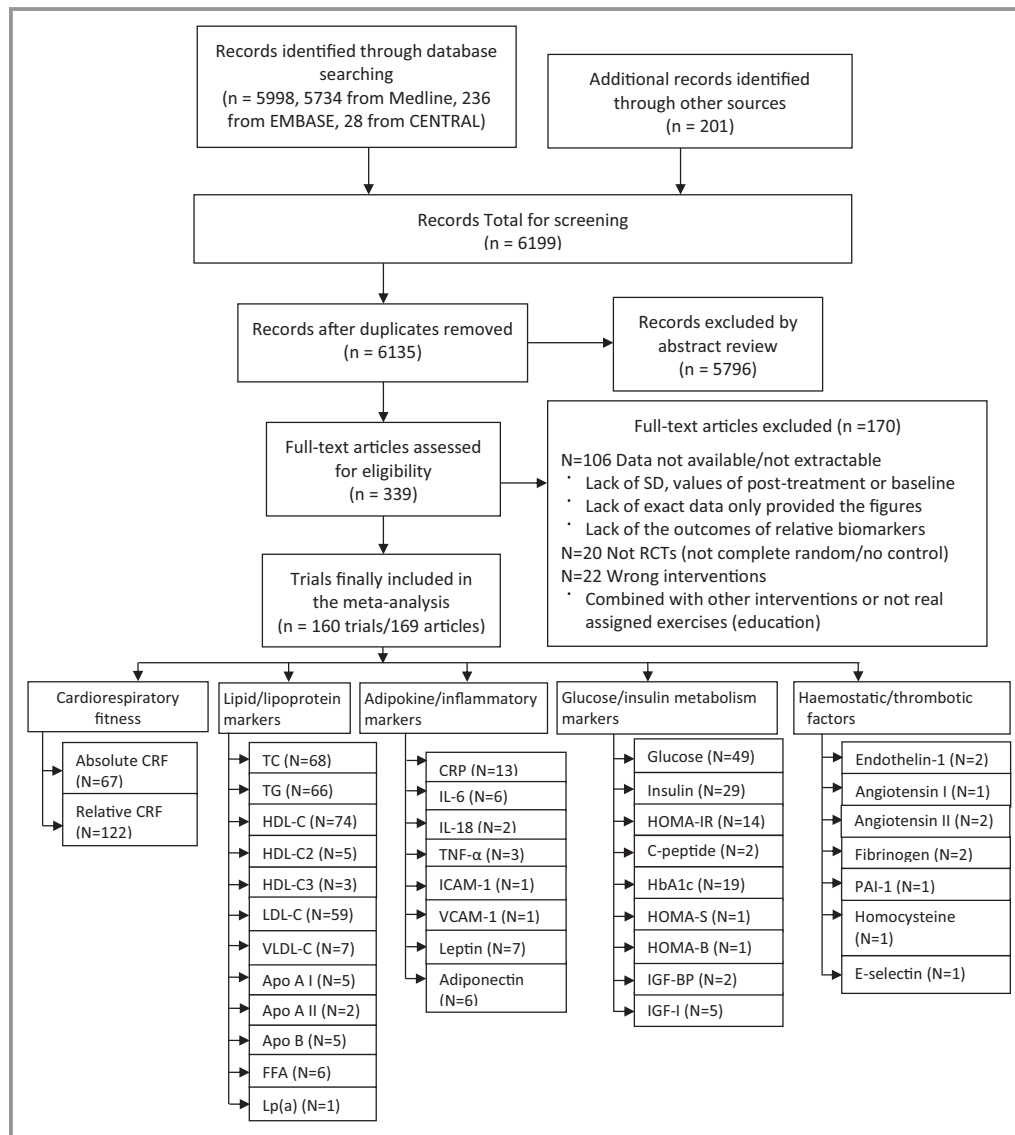 Records identified through database
searching
(n = 5998, 5734 from Medline, 236
from EMBASE, 28 from CENTRAL)
Additional records identified
through other sources
(n = 201)
Records Total for screening
(n = 6199)
Records after duplicates removed
(n = 6135)
Records excluded by
abstract review
(n = 5796)
Full-text articles assessed
for eligibility
(n = 339)
Full-text articles excluded (n =170)
N=106 Data not available/not extractable
· Lack of SD, values of post-treatment or baseline
· Lack of exact data only provided the figures
· Lack of the outcomes of relative biomarkers
N=20 Not RCTs (not complete random/no control)
N=22 Wrong interventions
· Combined with other interventions or not real
assigned exercises (education)
Trials finally included in
the meta-analysis
(n = 160 trials/169 articles)
Cardiorespiratory
fitness
Absolute CRF
(N=67)
Relative CRF
(N=122)
Lipid/lipoprotein
markers
TC (N=68)
TG (N=66)
HDL-C (N=74)
HDL-C2 (N=5)
HDL-C3 (N=3)
LDL-C (N=59)
VLDL-C (N=7)
Apo A I (N=5)
Apo A II (N=2)
Apo B (N=5)
FFA (N=6)
Lp(a) (N=1)
Adipokine/inflammatory
markers
CRP (N=13)
IL-6 (N=6)
IL-18 (N=2)
TNF-α (N=3)
ICAM-1 (N=1)
VCAM-1 (N=1)
Leptin (N=7)
Adiponectin
(N=6)
Glucose/insulin metabolism
markers
Glucose (N=49)
Insulin (N=29)
HOMA-IR (N=14)
C-peptide (N=2)
HbA1c (N=19)
HOMA-S (N=1)
HOMA-B (N=1)
IGF-BP (N=2)
IGF-I (N=5)
Haemostatic/thrombotic
factors
Endothelin-1 (N=2)
Angiotensin I (N=1)
Angiotensin II (N=2)
Fibrinogen (N=2)
PAI-1 (N=1)
Homocysteine
(N=1)
E-selectin (N=1)